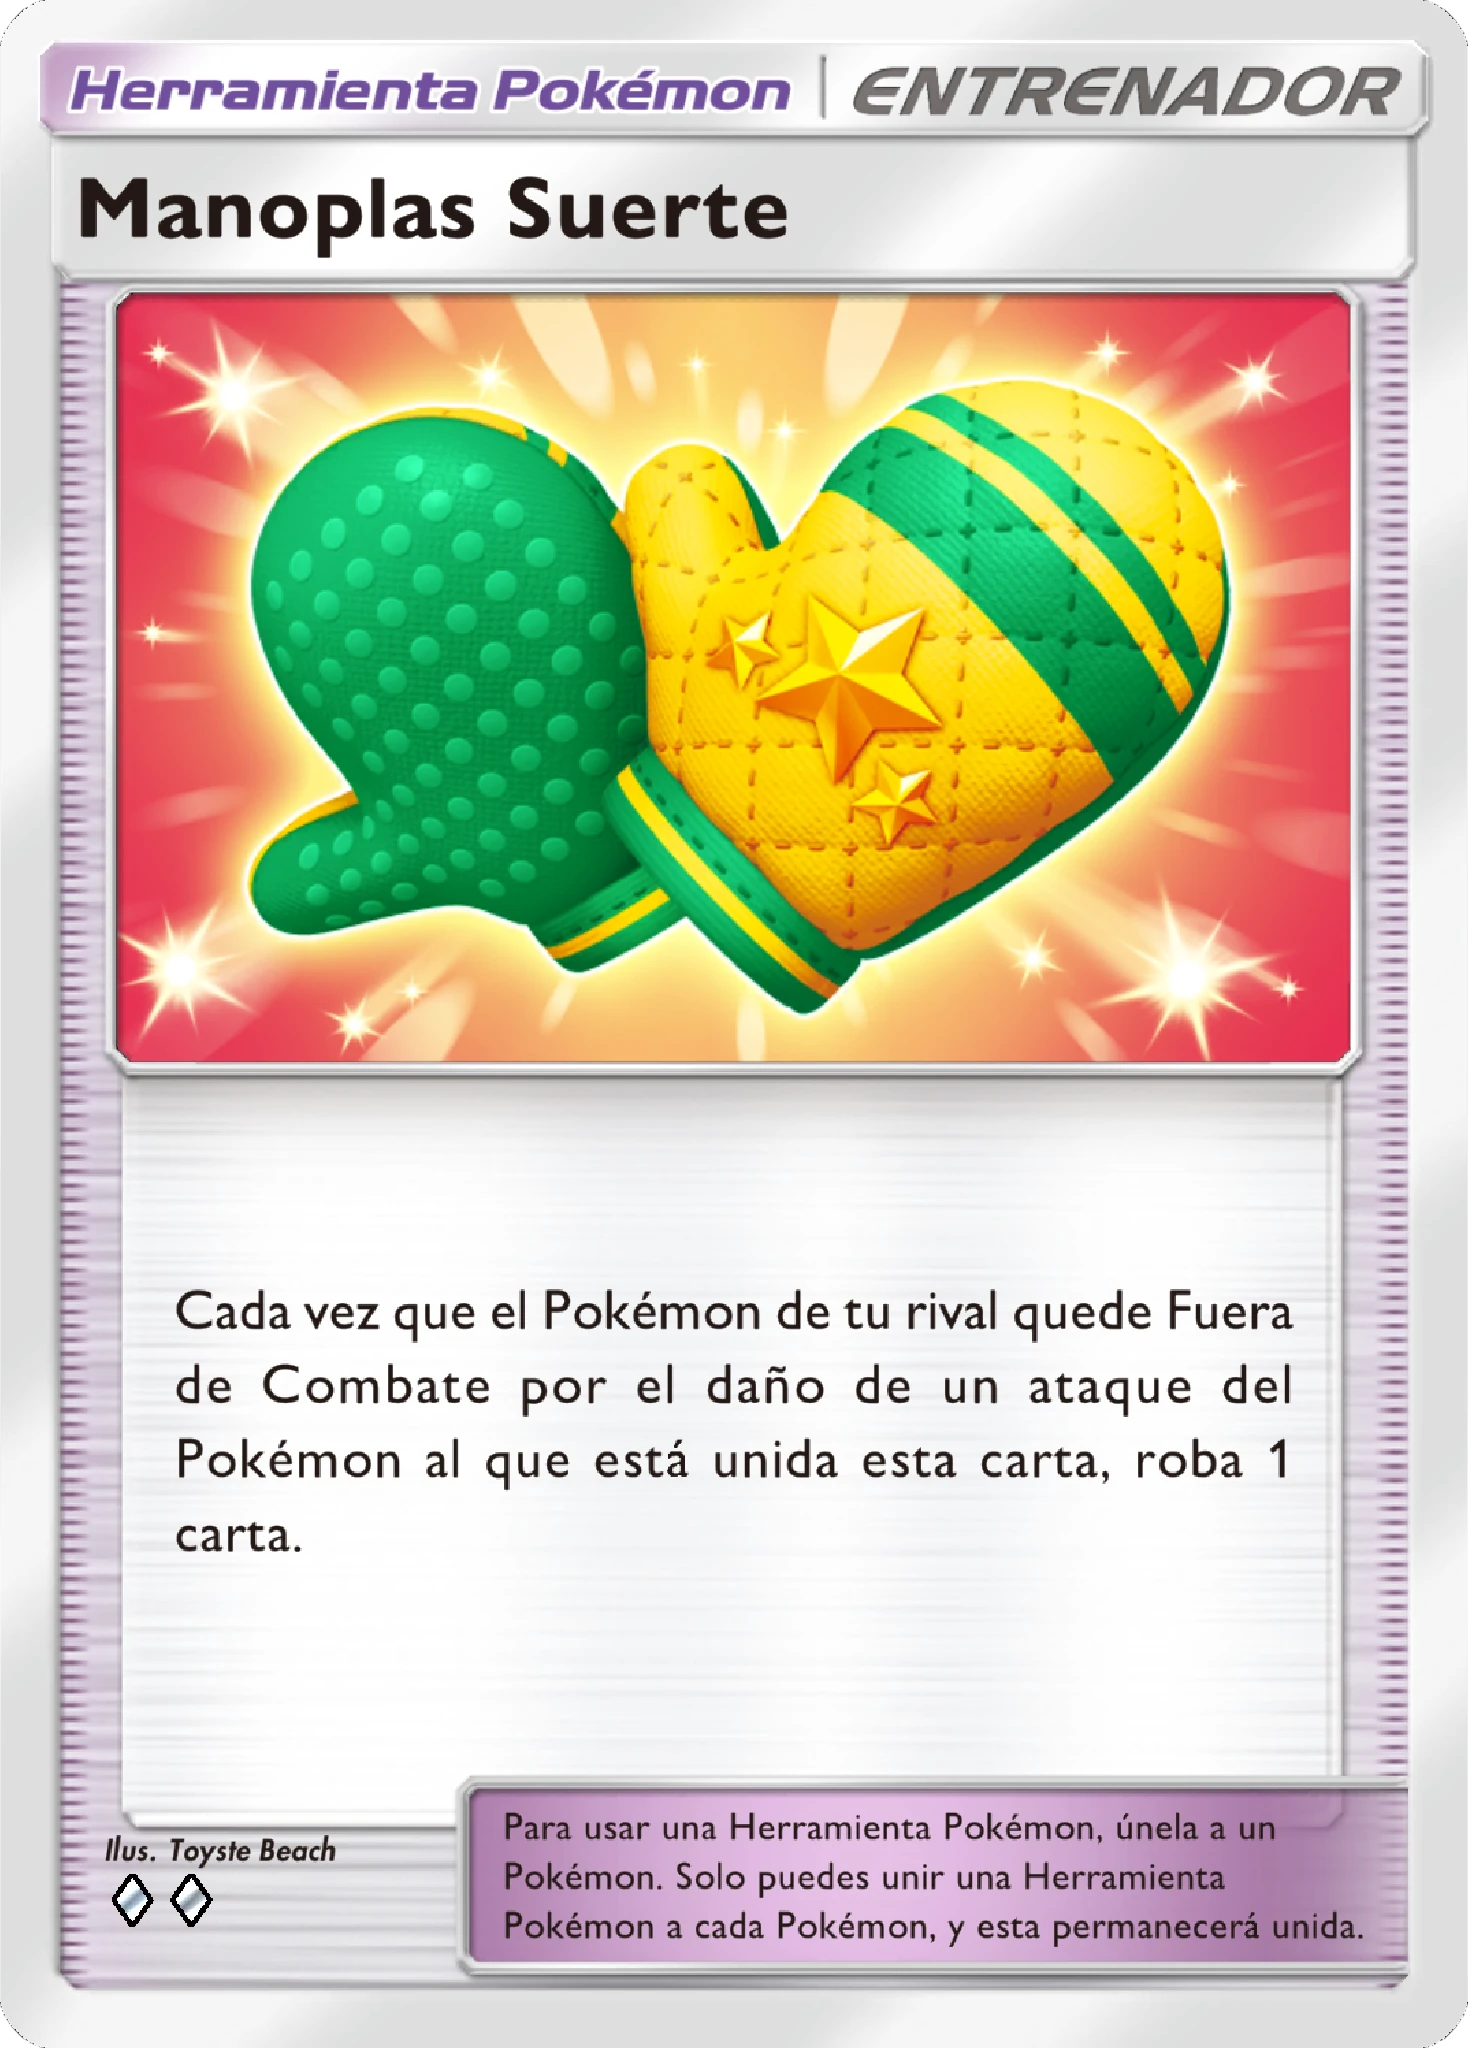 Herramienta Pokémon | ENTRENADOR
Manoplas Suerte
Cada vez que el Pokémon de tu rival quede Fuera
de Combate por el daño de un ataque del
Pokémon al que está unida esta carta, roba 1
carta.
Ilus. Toyste Beach
Para usar una Herramienta Pokémon, únela a un
Pokémon. Solo puedes unir una Herramienta
Pokémon a cada Pokémon, y esta permanecerá unida.